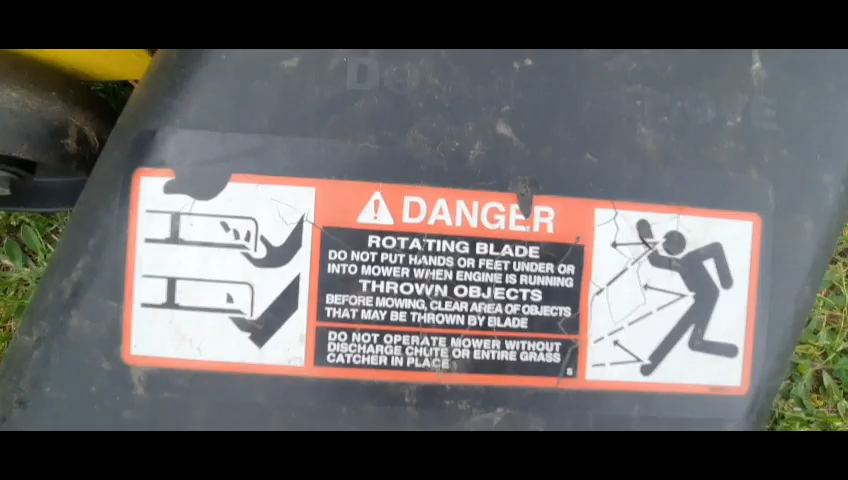 DANGER
ROTATING BLADE
DO NOT PUT HANDS OR FEET UNDER OR
INTO MOWER WHEN ENGINE IS RUNNING
THROWN OBJECTS
BEFORE MOWING, CLEAR AREA OF OBJECTS
THAT MAY BE THROWN BY BLADE
DO NOT OPERATE MOWER WITHOUT
DISCHARGE CHUTE OR ENTIRE GRASS
CATCHER IN PLACE
S